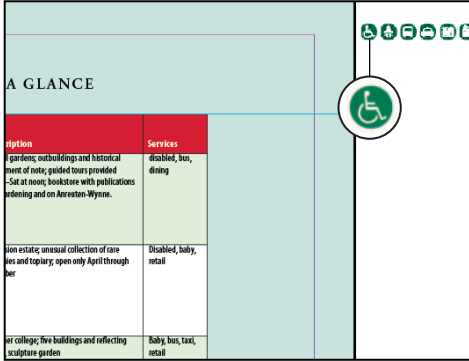 A GLANCE
ription
Services
l gardens; outbuildings and historical
ment of note; guided tours provided
–Sat at noon; bookstore with publications
ardening and on Anreuten-Wynne.
disabled, bus,
dining
sion estate; unusual collection of rare
ies and topiary; open only April through
ber
Disabled, baby,
retail
er college; five buildings and reflecting
, sculpture garden
Baby, bus, taxi,
retail